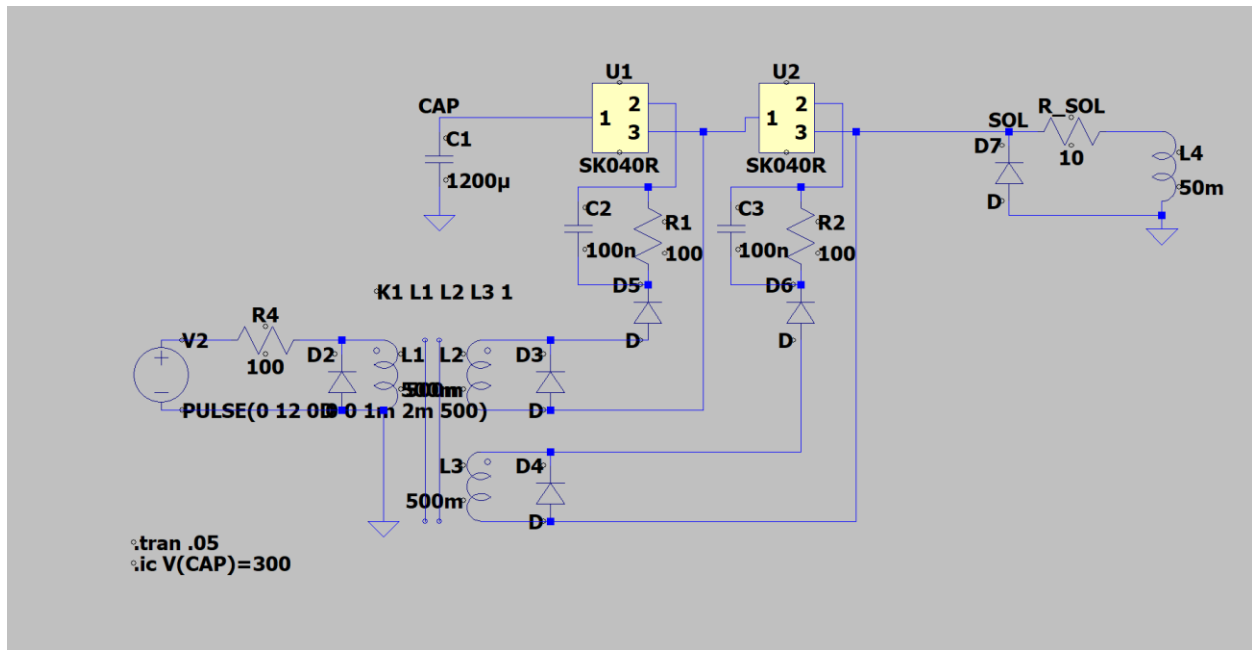 U1
U2
CAP
1
2
3
1
2
3
SOL
R_SOL
C1
SK040R
SK040R
D7
10
L4
1200µ
50m
D
C2
R1
C3
R2
100n
100
100n
100
D5
D6
K1 L1 L2 L3 1
R4
V2
D2
L1
L2
D3
D
D
100
500m
D
PULSE(0 12 0 0 0 1m 2m 500)
L3
D4
500m
D
.tran .05
.ic V(CAP)=300